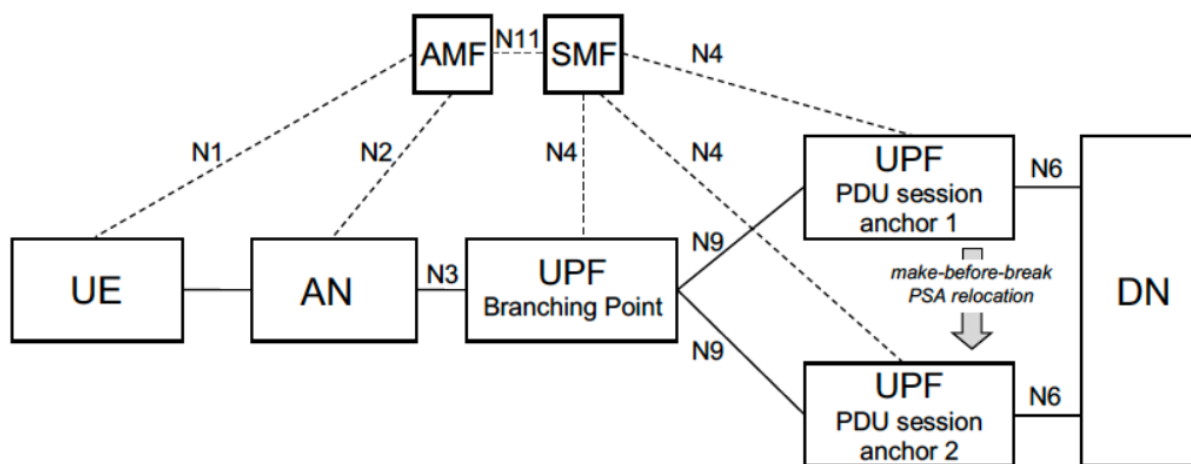 AMF
N11
SMF
N4
N1
N2
N4
N4
UPF
PDU session
anchor 1
N6
UE
AN
N3
UPF
Branching Point
N9
make-before-break
PSA relocation
DN
N9
UPF
PDU session
anchor 2
N6